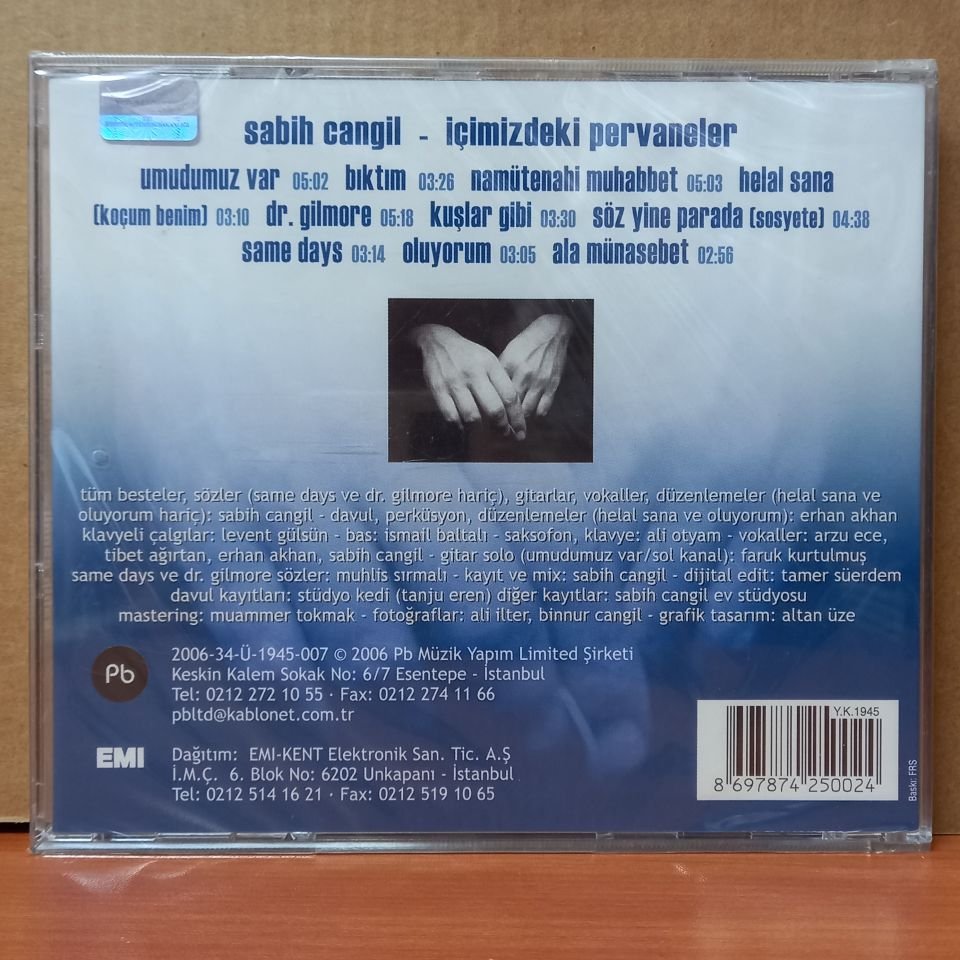 sabih cangil - içimizdeki pervaneler
umudumuz var 05:02 bıktım 03:26 namütenahi muhabbet 05:03 helal sana
(koçum benim) 03:10 dr. gilmore 05:18 kuşlar gibi 03:30 söz yine parada (sosyete) 04:38
same days 03:14 oluyorum 03:05 ala münasebet 02:56
tüm besteler, sözler (same days ve dr. gilmore hariç), gitarlar, vokaller, düzenlemeler (helal sana ve
oluyorum hariç): sabih cangil - davul, perküsyon, düzenlemeler (helal sana ve oluyorum): erhan akhan
klavyeli çalgılar: levent gülsün - bas: ismail baltalı - saksofon, klavye: ali otyam - vokaller: arzu ece,
tibet ağırtan, erhan akhan, sabih cangil - gitar solo (umudumuz var/sol kanal): faruk kurtulmuş
same days ve dr. gilmore sözler: muhlis sırmalı - kayıt ve mix: sabih cangil - dijital edit: tamer süerdem
davul kayıtları: stüdyo kedi (tanju eren) diğer kayıtlar: sabih cangil ev stüdyosu
mastering: muammer tokmak - fotoğraflar: ali ilter, binnur cangil - grafik tasarım: altan üze
Pb
2006-34-Ü-1945-007 © 2006 Pb Müzik Yapım Limited Şirketi
Keskin Kalem Sokak No: 6/7 Esentepe - İstanbul
Tel: 0212 272 10 55 · Fax: 0212 274 11 66
pbltd@kablonet.com.tr
EMI
Dağıtım: EMI-KENT Elektronik San. Tic. A.Ş
İ.M.Ç. 6. Blok No: 6202 Unkapanı - İstanbul
Tel: 0212 514 16 21 · Fax: 0212 519 10 65
Y.K.1945
8 697874 250024
Baskı: FRS